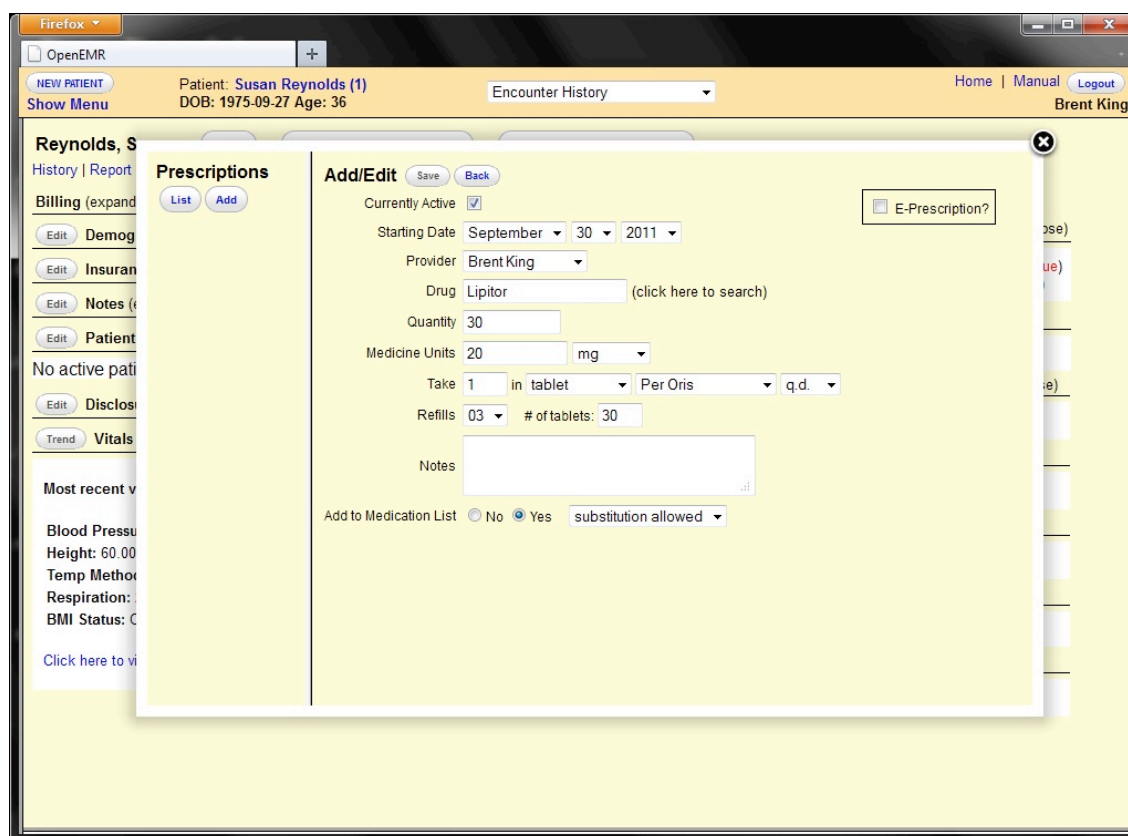 Firefox
OpenEMR
NEW PATIENT
Show Menu
Patient: Susan Reynolds (1)
DOB: 1975-09-27 Age: 36
Encounter History
Home | Manual Logout
Brent King
Reynolds, S
History | Report
Billing (expand
Edit Demog
Edit Insuran
Edit Notes (e
Edit Patient
No active pati
Edit Disclos
Trend Vitals
Most recent v
Blood Pressu
Height: 60.00
Temp Metho
Respiration:
BMI Status:
Click here to vi
Prescriptions
List Add
Add/Edit Save Back
Currently Active
E-Prescription?
Starting Date September 30 2011
Provider Brent King
Drug Lipitor (click here to search)
Quantity 30
Medicine Units 20 mg
Take 1 in tablet Per Oris q.d.
Refills 03 # of tablets: 30
Notes
Add to Medication List No Yes substitution allowed
ose)
ue)
e)